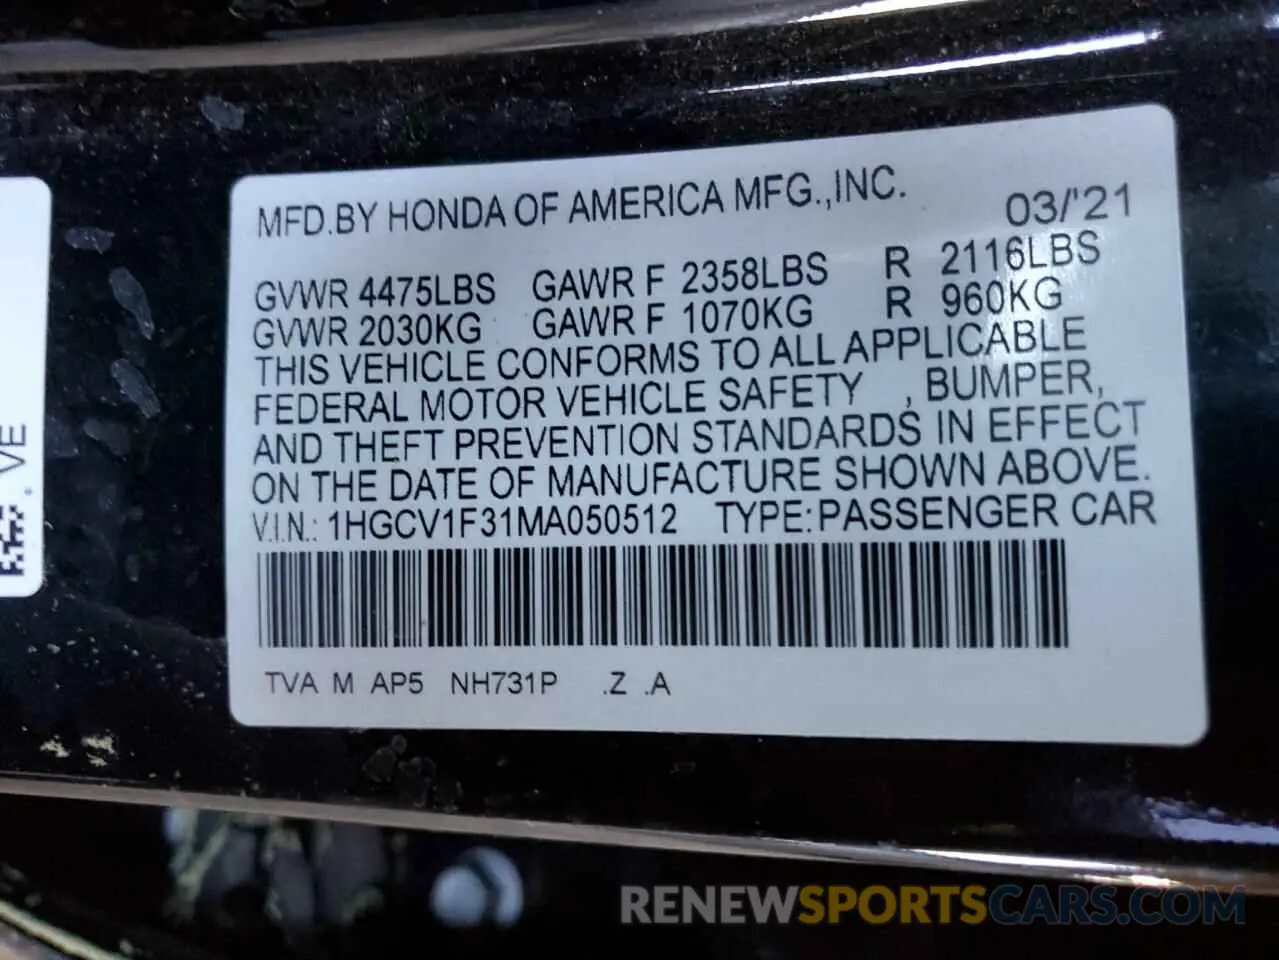 MFD.BY HONDA OF AMERICA MFG.,INC. 03/'21
GVWR 4475LBS GAWR F 2358LBS R 2116LBS
GVWR 2030KG GAWR F 1070KG R 960KG
THIS VEHICLE CONFORMS TO ALL APPLICABLE
FEDERAL MOTOR VEHICLE SAFETY , BUMPER,
AND THEFT PREVENTION STANDARDS IN EFFECT
ON THE DATE OF MANUFACTURE SHOWN ABOVE.
V.I.N.: 1HGCV1F31MA050512 TYPE:PASSENGER CAR
TVA M AP5 NH731P .Z .A
VE
RENEWSPORTSCARS.COM